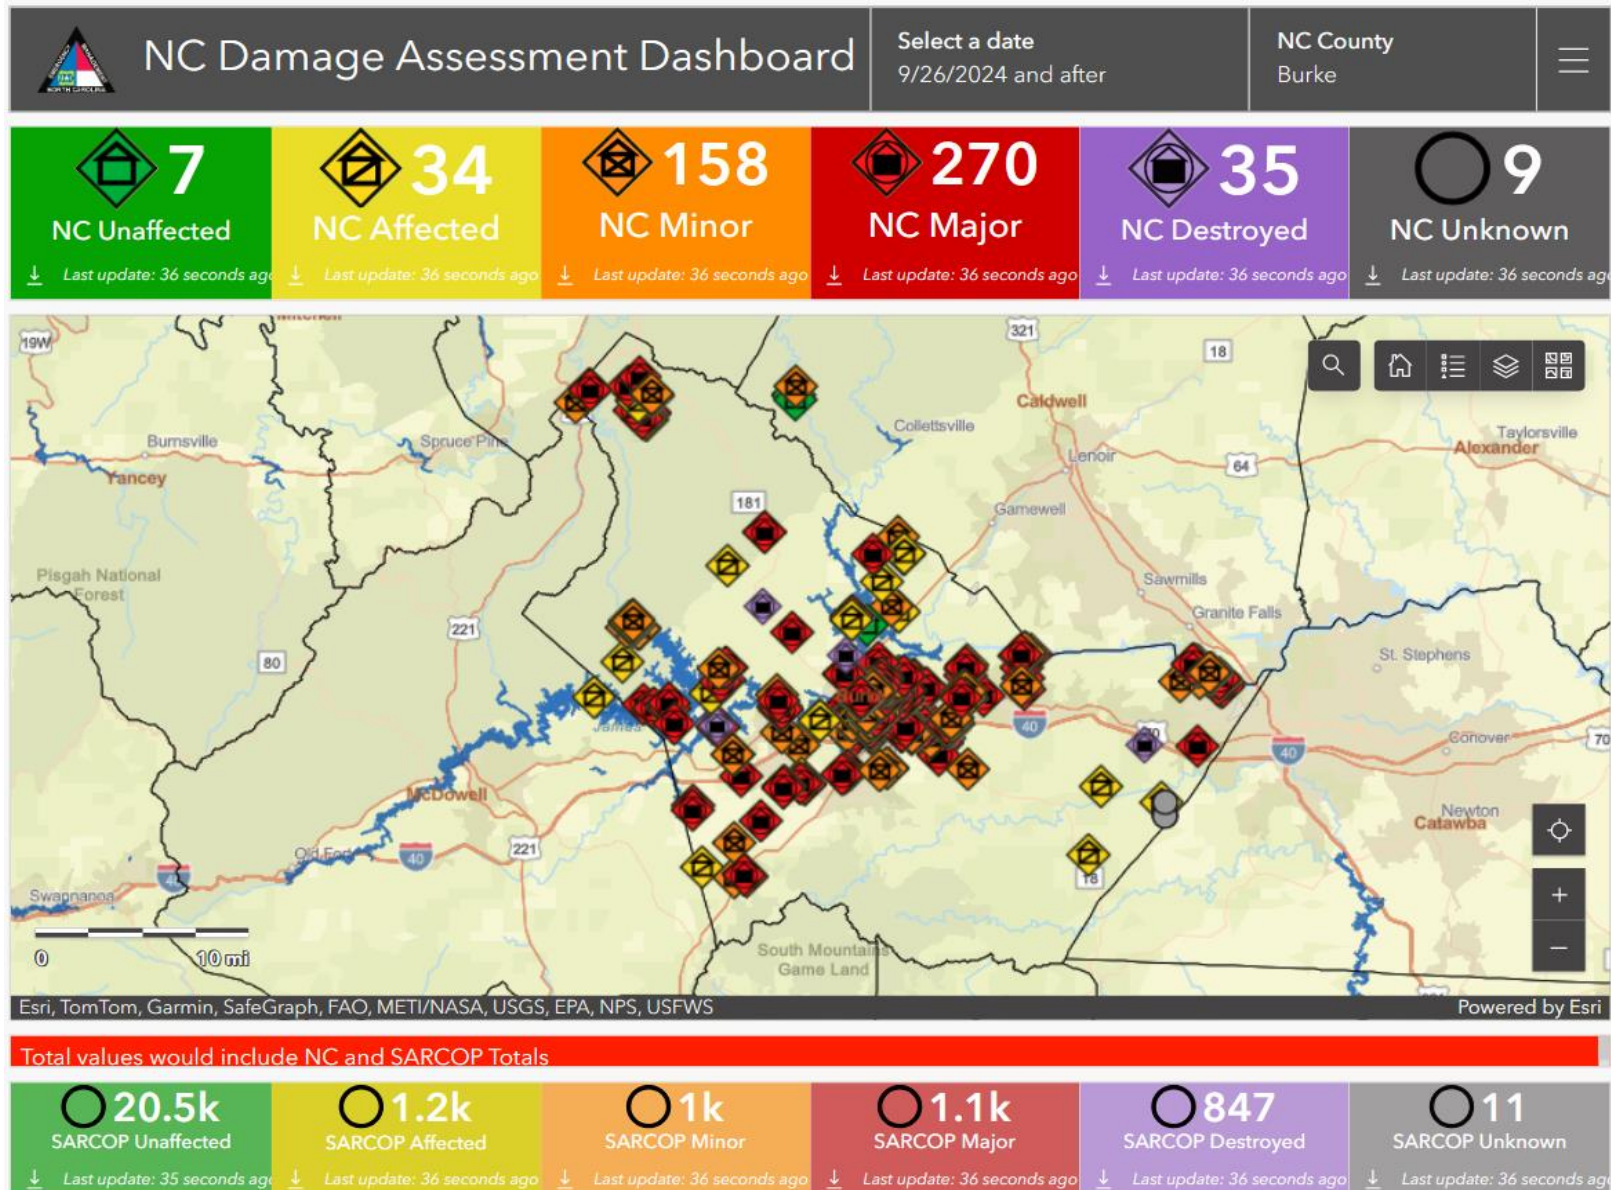 NC Damage Assessment Dashboard
Select a date
9/26/2024 and after
NC County
Burke
NORTH CAROLINA
7
NC Unaffected
Last update: 36 seconds ago
34
NC Affected
Last update: 36 seconds ago
158
NC Minor
Last update: 36 seconds ago
270
NC Major
Last update: 36 seconds ago
35
NC Destroyed
Last update: 36 seconds ago
9
NC Unknown
Last update: 36 seconds ago
Mitchell
19W
321
18
Caldwell
Collettsville
Taylorsville
Alexander
Burnsville
Spruce Pine
Yancey
Lenoir
64
181
Gamewell
Pisgah National
Forest
Sawmills
Granite Falls
221
80
St. Stephens
Burke
James
40
70
40
Conover
70
McDowell
Newton
Catawba
Old Fort
40
221
18
Swannanoa
40
South Mountains
Game Land
0
10 mi
Esri, TomTom, Garmin, SafeGraph, FAO, METI/NASA, USGS, EPA, NPS, USFWS
Powered by Esri
Total values would include NC and SARCOP Totals
20.5k
SARCOP Unaffected
Last update: 35 seconds ago
1.2k
SARCOP Affected
Last update: 36 seconds ago
1k
SARCOP Minor
Last update: 36 seconds ago
1.1k
SARCOP Major
Last update: 36 seconds ago
847
SARCOP Destroyed
Last update: 36 seconds ago
11
SARCOP Unknown
Last update: 36 seconds ago